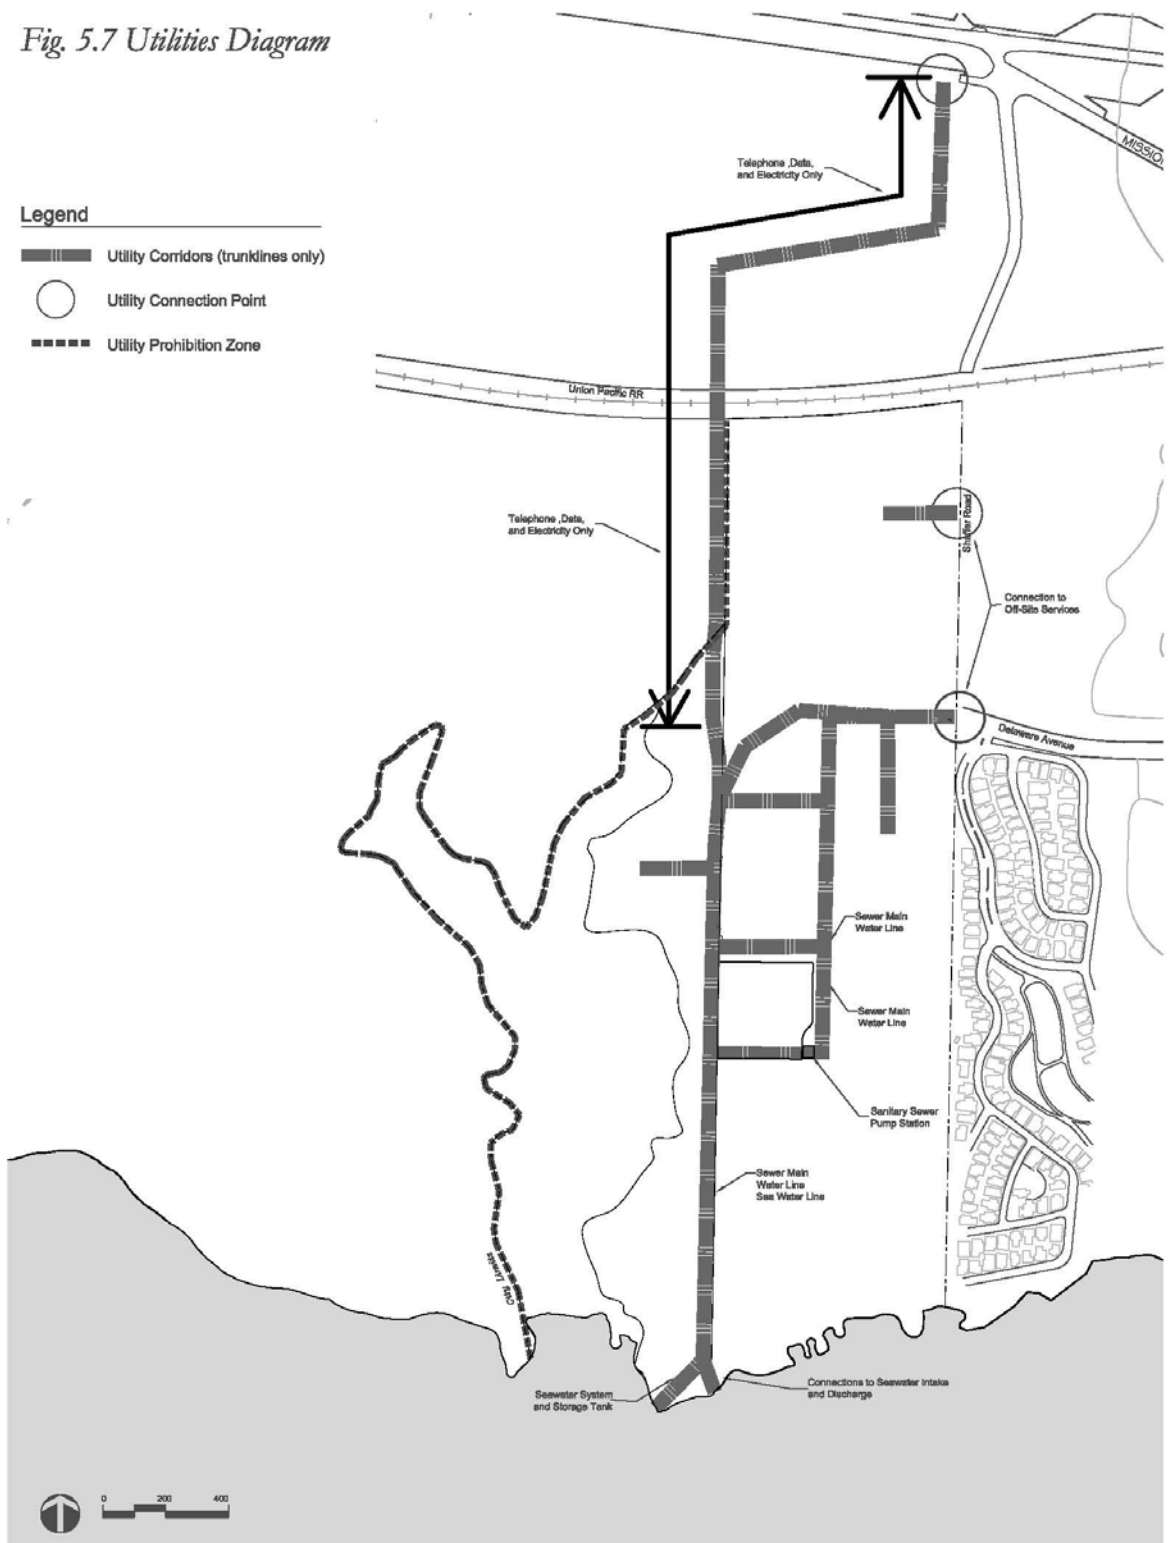 Fig. 5.7 Utilities Diagram
MISSIO
Telephone ,Data,
and Electricity Only
Legend
Utility Corridors (trunklines only)
Utility Connection Point
Utility Prohibition Zone
Union Pacific RR
Telephone ,Data,
and Electricity Only
Shaffer Road
Connection to
Off-Site Services
Delaware Avenue
Sewer Main
Water Line
Sewer Main
Water Line
Sanitary Sewer
Pump Station
Sewer Main
Water Line
Sea Water Line
City Limits
Seawater System
and Storage Tank
Connections to Seawater Intake
and Discharge
0 200 400